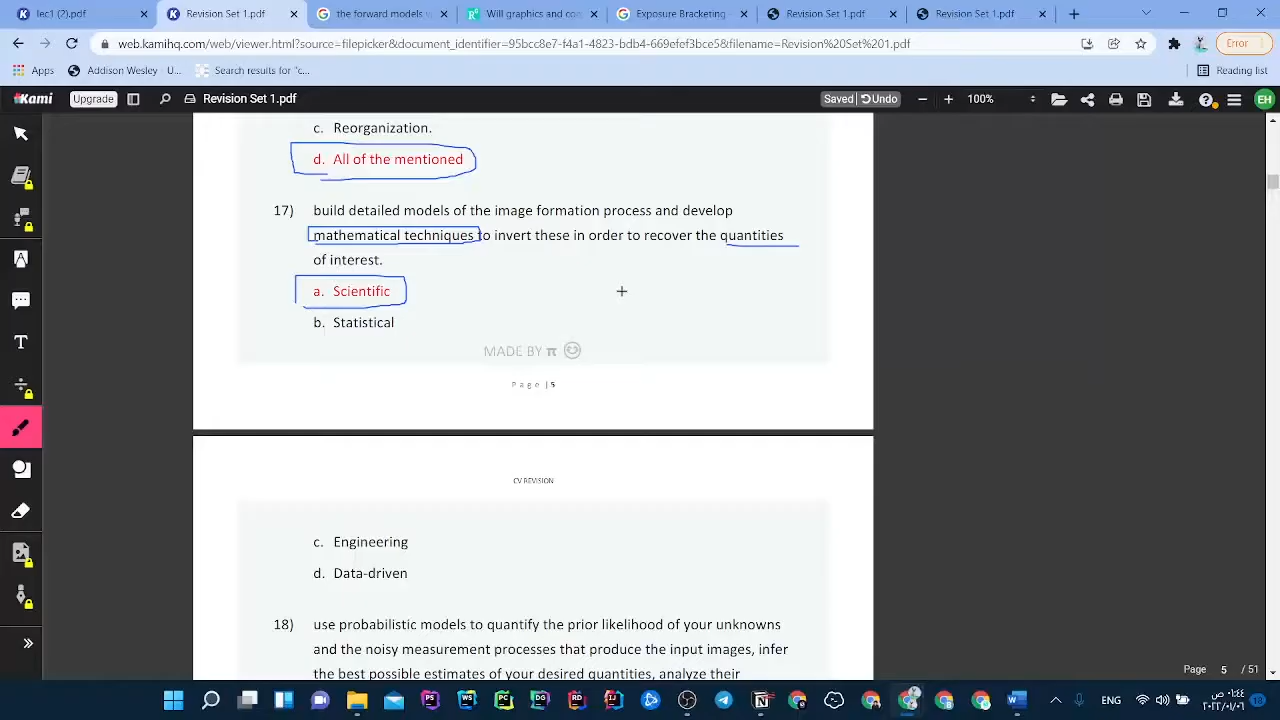 lec1 (2).pdf
Revision Set 1.pdf
the forward models v
Will graphics and con
Exposure Bracketing
Revision Set 1.pdf
Revision Set 1.pdf
web.kamihq.com/web/viewer.html?source=filepicker&document_identifier=95bcc8e7-f4a1-4823-bdb4-669efef3bce5&filename=Revision%20Set%201.pdf
Error
Apps
Addison Wesley - U...
Search results for "c...
Reading list
Kami
Upgrade
Revision Set 1.pdf
Saved
Undo
100%
EH
c. Reorganization.
d. All of the mentioned
17) build detailed models of the image formation process and develop
mathematical techniques to invert these in order to recover the quantities
of interest.
a. Scientific
b. Statistical
MADE BY π
Page | 5
CV REVISION
c. Engineering
d. Data-driven
18) use probabilistic models to quantify the prior likelihood of your unknowns
and the noisy measurement processes that produce the input images, infer
the best possible estimates of your desired quantities, analyze their
Page 5 / 51
ENG
18